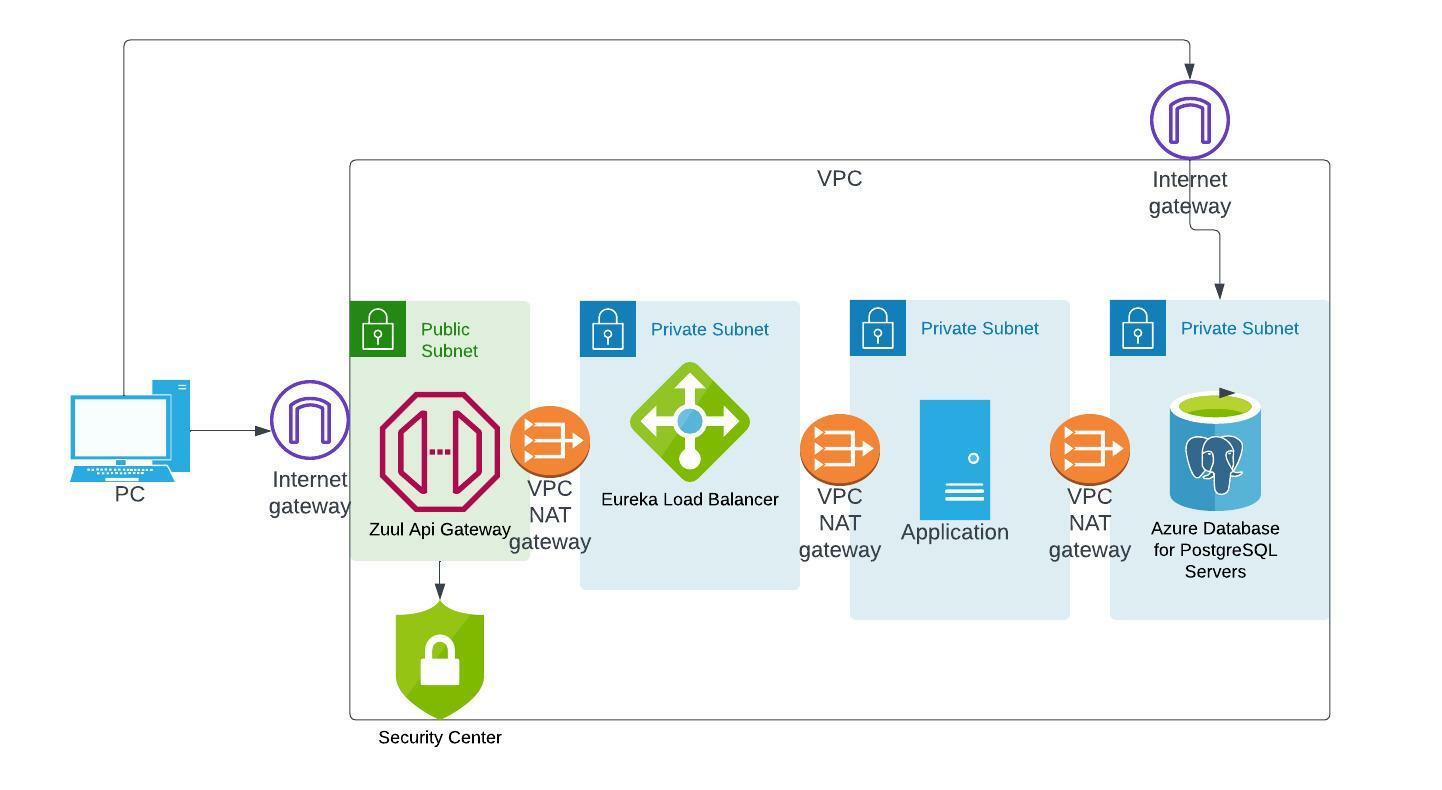 VPC
Internet
gateway
Public
Subnet
Private Subnet
Private Subnet
Private Subnet
PC
Internet
gateway
Zuul Api Gateway
VPC
NAT
gateway
Eureka Load Balancer
VPC
NAT
gateway
Application
VPC
NAT
gateway
Azure Database
for PostgreSQL
Servers
Security Center